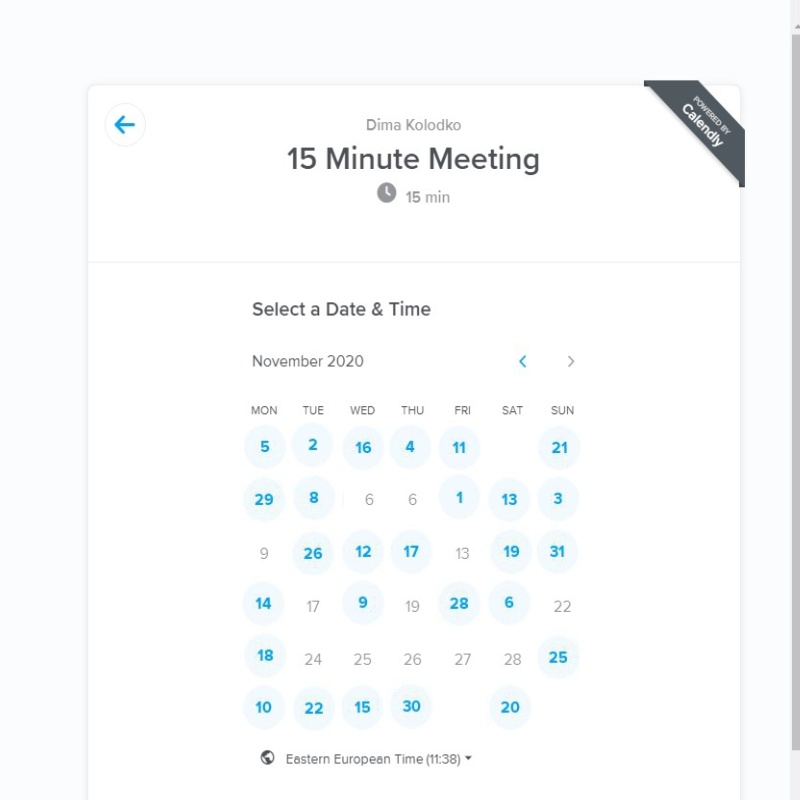 POWERED BY
Calendly
Dima Kolodko
15 Minute Meeting
15 min
Select a Date & Time
November 2020
MON TUE WED THU FRI SAT SUN
5 2 16 4 11 21
29 8 6 6 1 13 3
9 26 12 17 13 19 31
14 17 9 19 28 6 22
18 24 25 26 27 28 25
10 22 15 30 20
Eastern European Time (11:38)